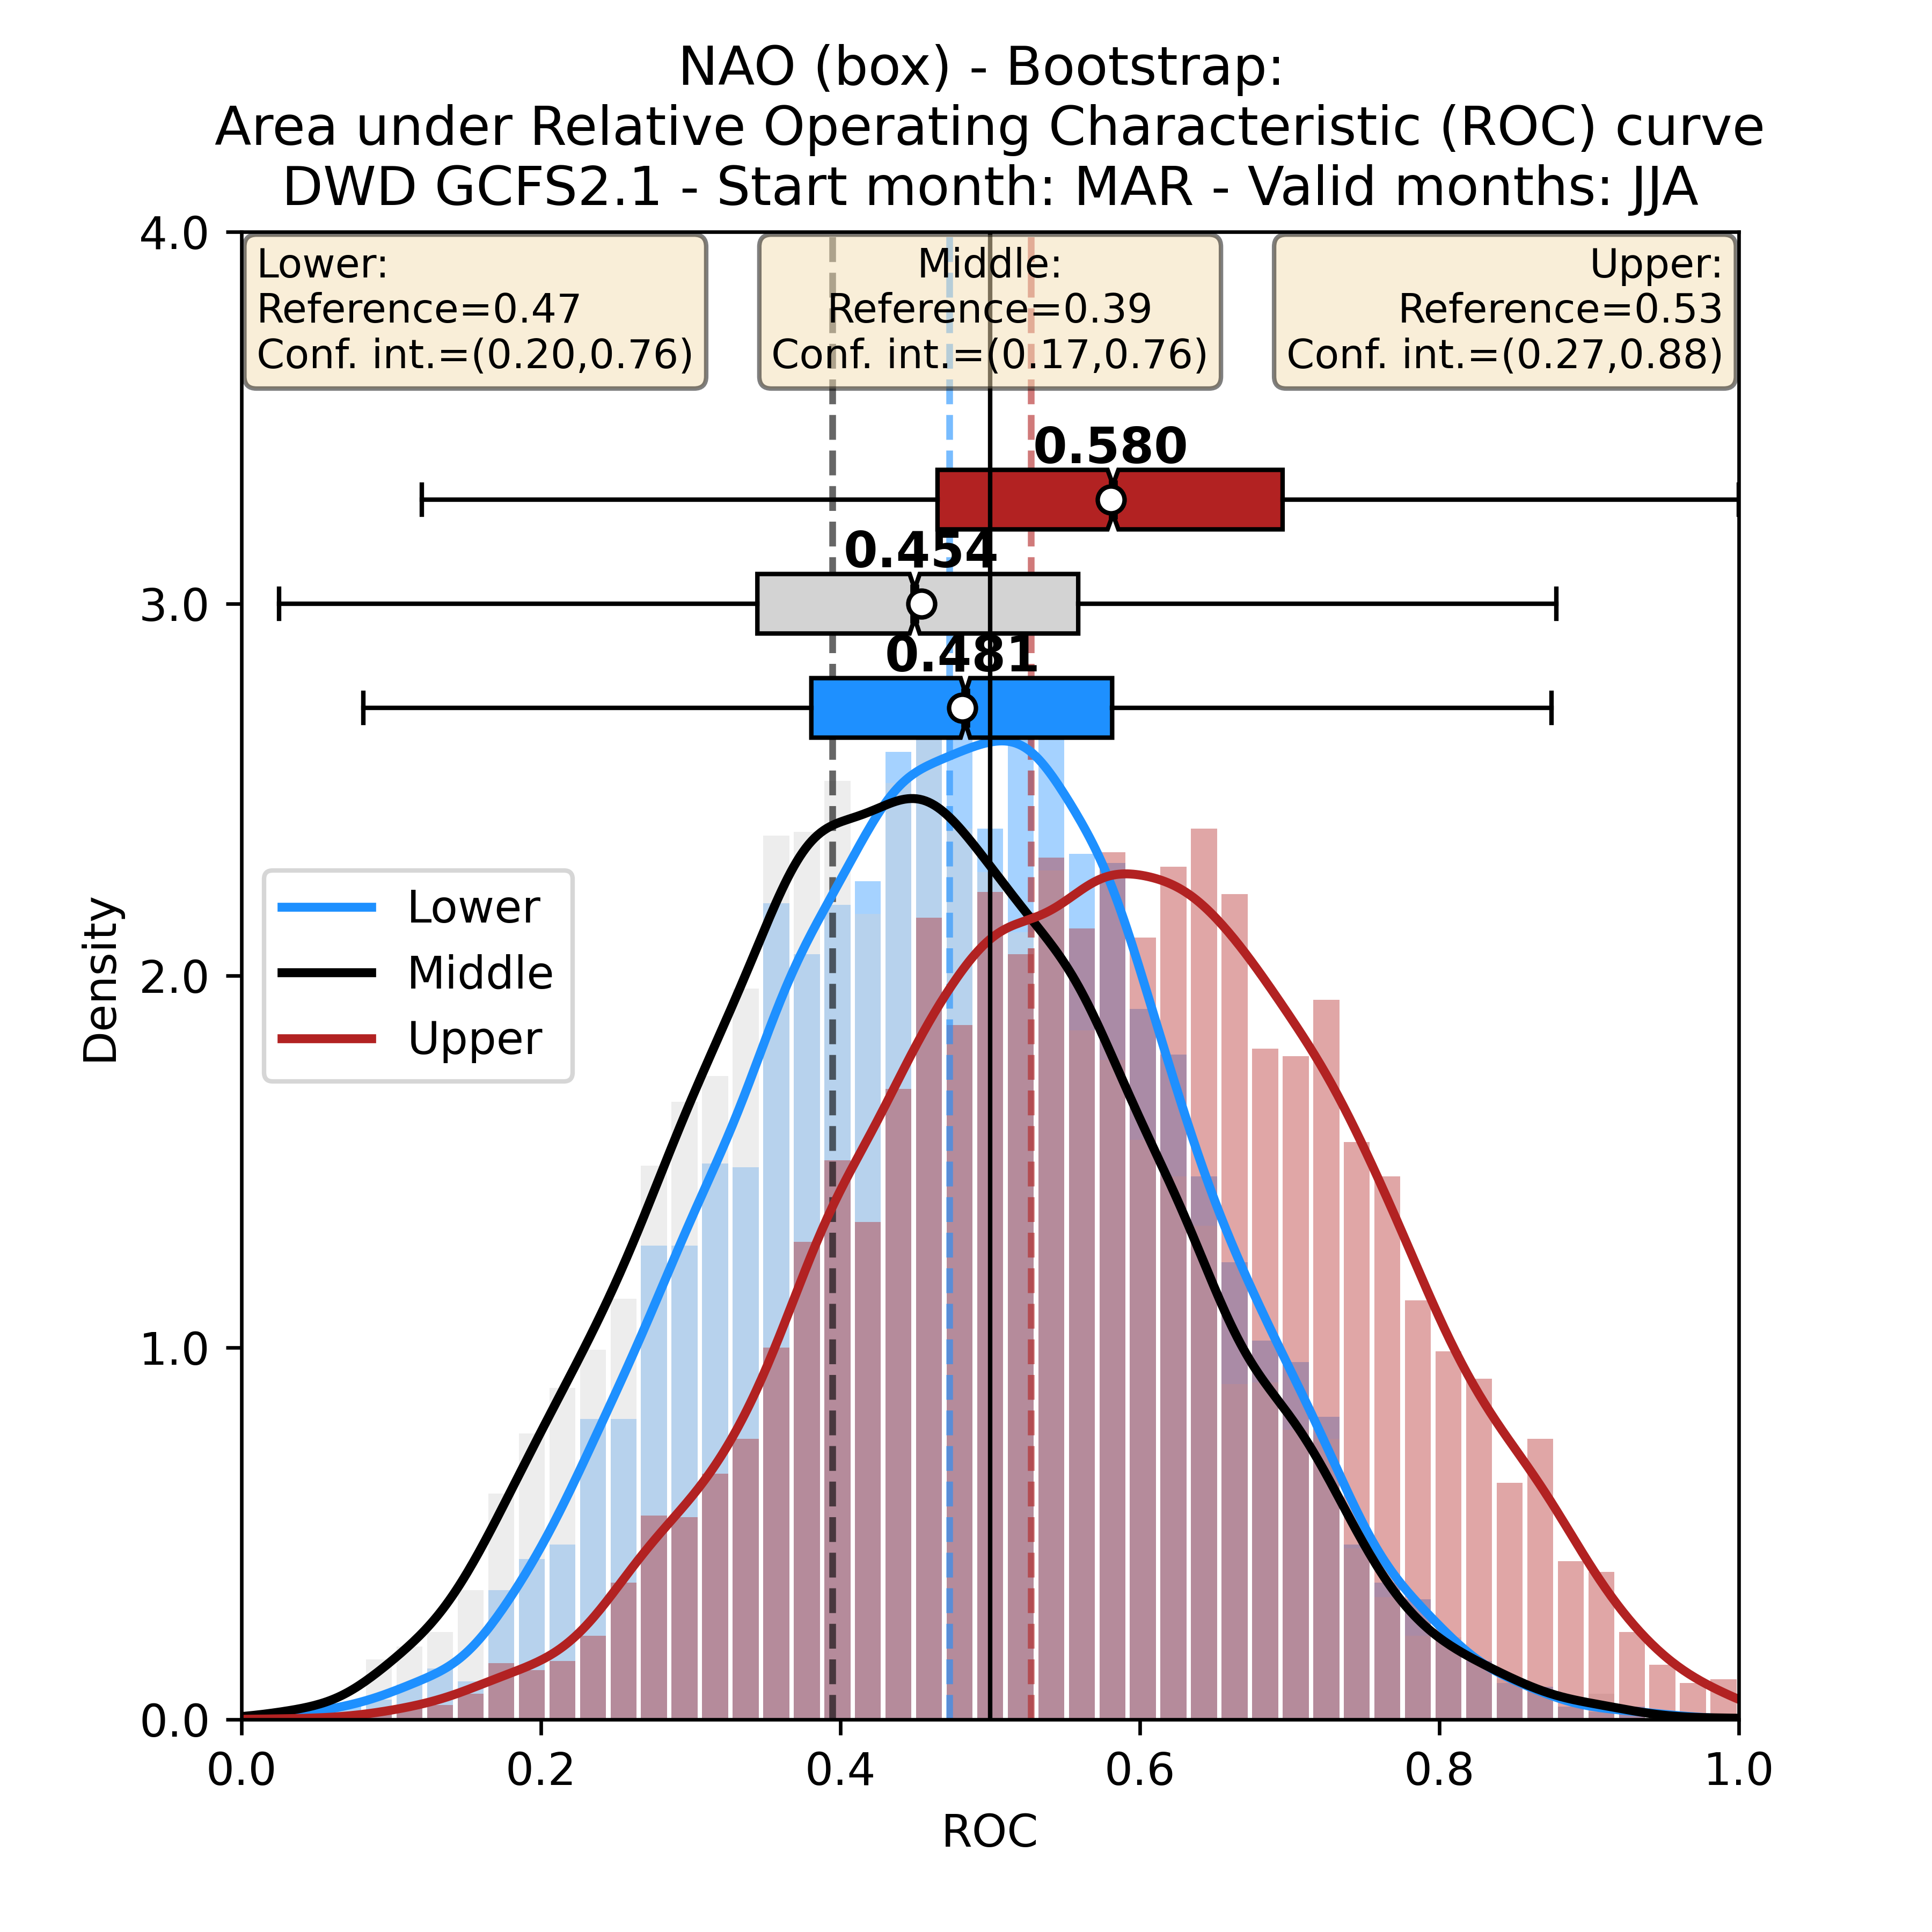 NAO (box) - Bootstrap:
Area under Relative Operating Characteristic (ROC) curve
DWD GCFS2.1 - Start month: MAR - Valid months: JJA
Lower:
Reference=0.47
Conf. int.=(0.20,0.76)
Middle:
Reference=0.39
Conf. int.=(0.17,0.76)
Upper:
Reference=0.53
Conf. int.=(0.27,0.88)
0.580
0.454
0.481
4.0
3.0
2.0
1.0
0.0
Density
Lower
Middle
Upper
0.0
0.2
0.4
0.6
0.8
1.0
ROC